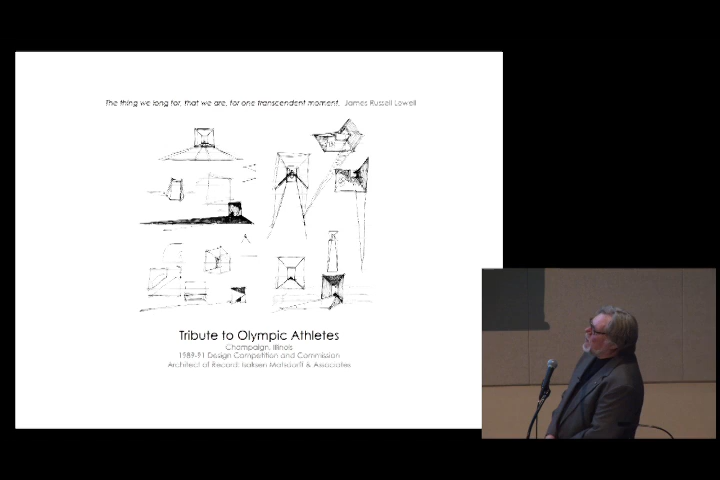 The thing we long for, that we are, for one transcendent moment. James Russell Lowell
Tribute to Olympic Athletes
Champaign, Illinois
1989-91 Design Competition and Commission
Architect of Record: Isaksen Matzdorff & Associates